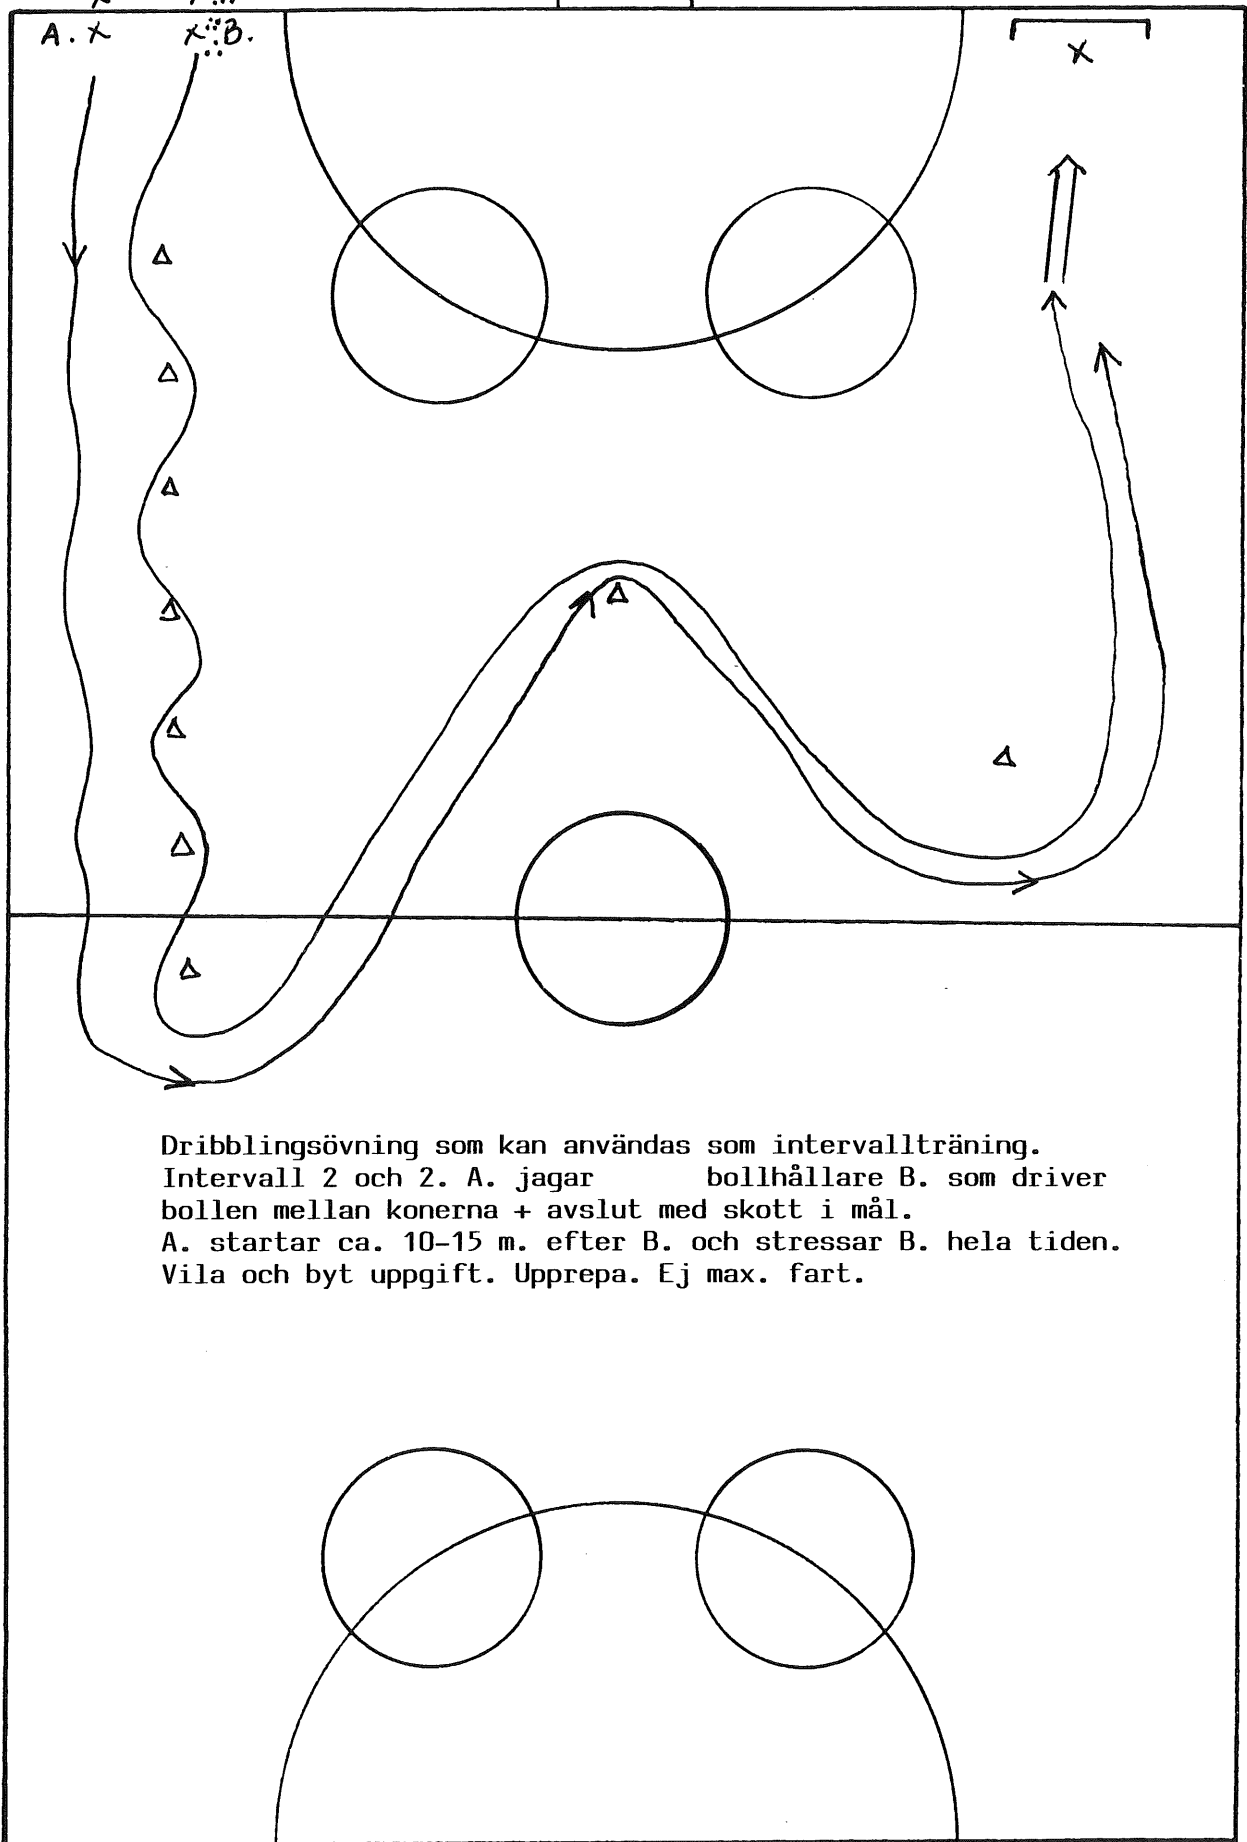 A. x x B.
x
Dribblingsövning som kan användas som intervallträning.
Intervall 2 och 2. A. jagar bollhållare B. som driver
bollen mellan konerna + avslut med skott i mål.
A. startar ca. 10-15 m. efter B. och stressar B. hela tiden.
Vila och byt uppgift. Upprepa. Ej max. fart.